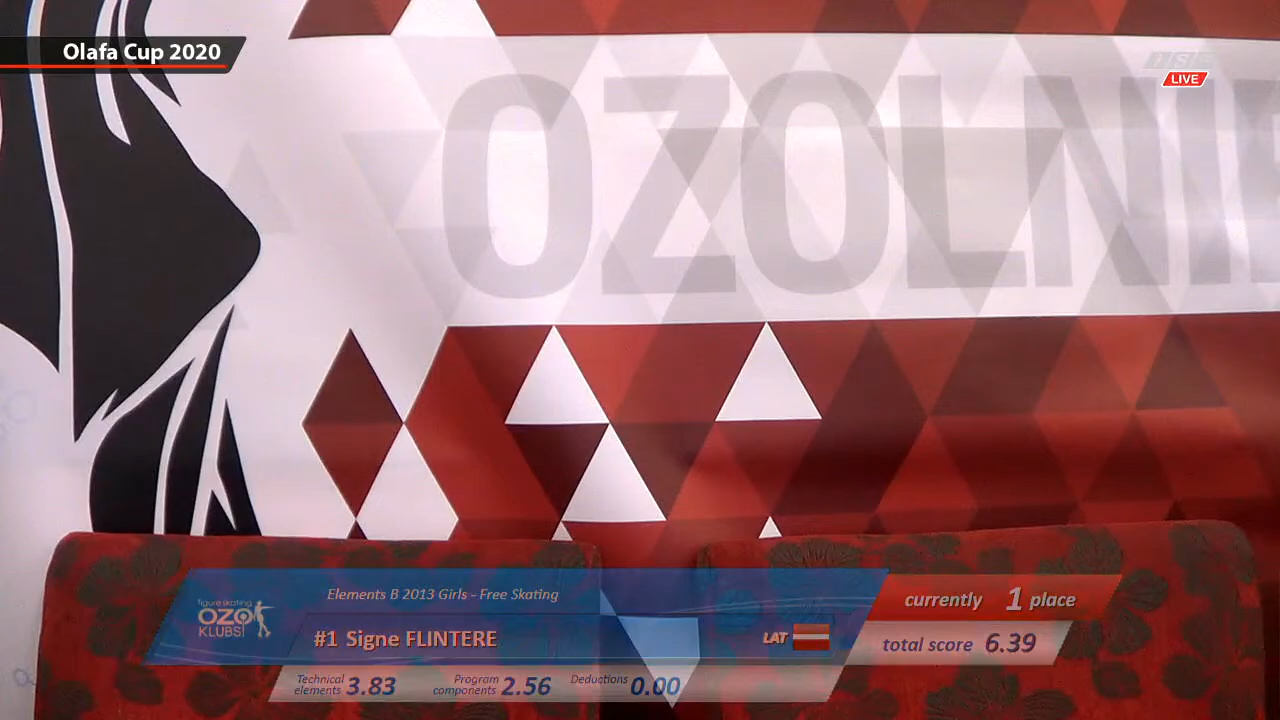 Olafa Cup 2020
LIVE
OZOLNI
figure skating
OZO
KLUBS!
Elements B 2013 Girls - Free Skating
#1 Signe FLINTERE
LAT
currently 1 place
total score 6.39
Technical elements 3.83
Program components 2.56
Deductions 0.00